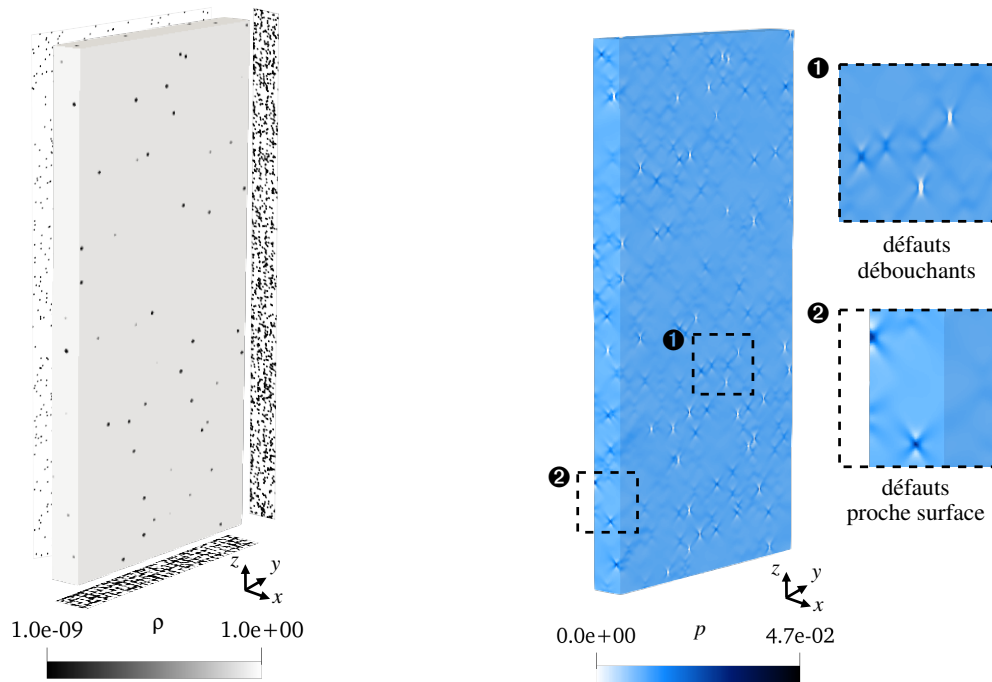 z
y
x
1.0e-09
ρ
1.0e+00
❶
❷
z
y
x
0.0e+00
p
4.7e-02
❶
défauts
débouchants
❷
défauts
proche surface